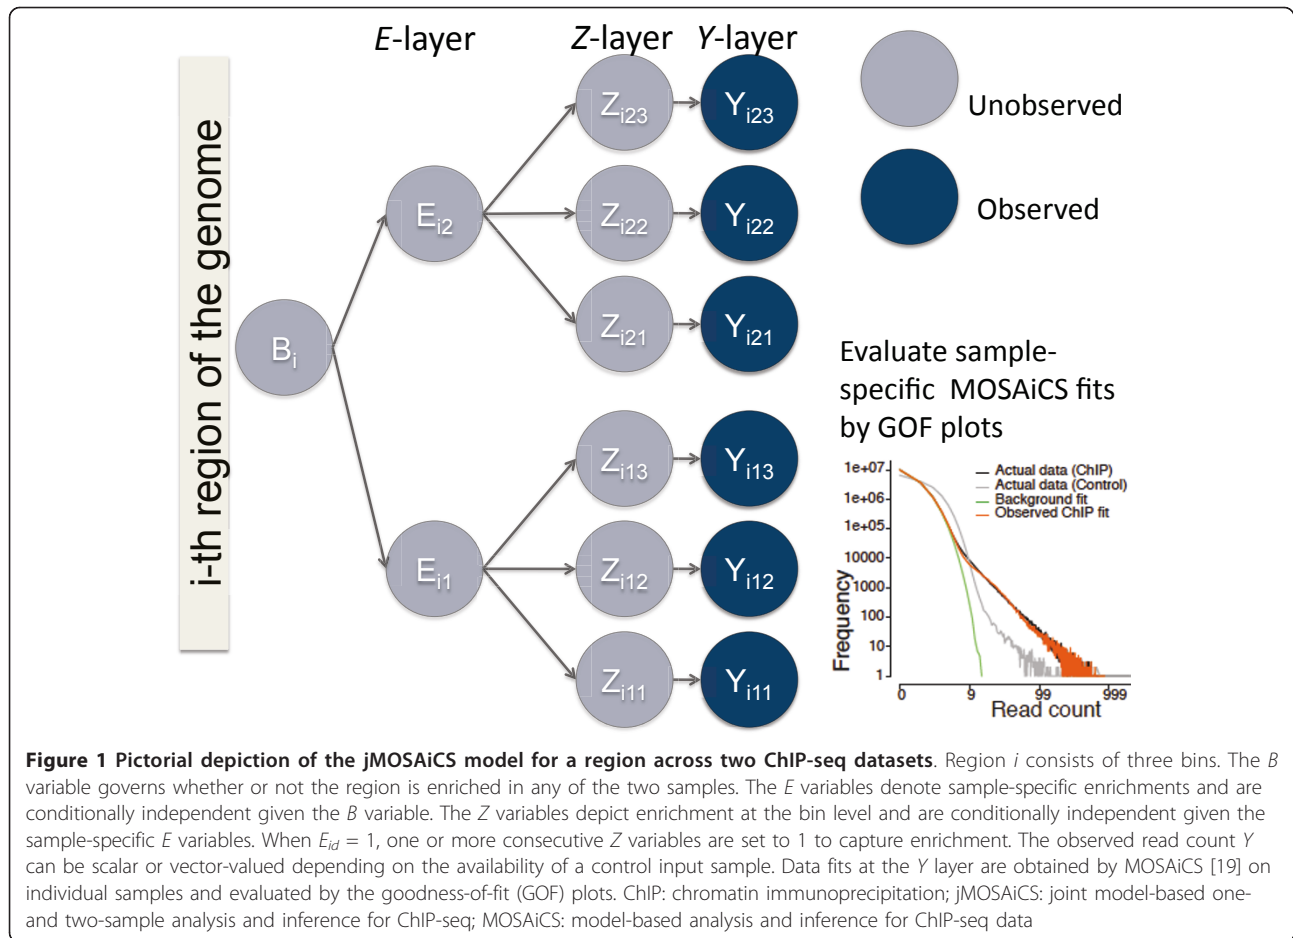 E-layer
Z-layer
Y-layer
i-th region of the genome
B_i
E_i2
E_i1
Z_i23
Y_i23
Z_i22
Y_i22
Z_i21
Y_i21
Z_i13
Y_i13
Z_i12
Y_i12
Z_i11
Y_i11
Unobserved
Observed
Evaluate sample-
specific MOSAiCS fits
by GOF plots
Actual data (ChIP)
Actual data (Control)
Background fit
Observed ChIP fit
Frequency
1e+07
1e+06
1e+05
10000
1000
100
10
1
0
9
99
999
Read count
Figure 1 Pictorial depiction of the jMOSAiCS model for a region across two ChIP-seq datasets. Region i consists of three bins. The B
variable governs whether or not the region is enriched in any of the two samples. The E variables denote sample-specific enrichments and are
conditionally independent given the B variable. The Z variables depict enrichment at the bin level and are conditionally independent given the
sample-specific E variables. When E_id = 1, one or more consecutive Z variables are set to 1 to capture enrichment. The observed read count Y
can be scalar or vector-valued depending on the availability of a control input sample. Data fits at the Y layer are obtained by MOSAiCS [19] on
individual samples and evaluated by the goodness-of-fit (GOF) plots. ChIP: chromatin immunoprecipitation; jMOSAiCS: joint model-based one-
and two-sample analysis and inference for ChIP-seq; MOSAiCS: model-based analysis and inference for ChIP-seq data